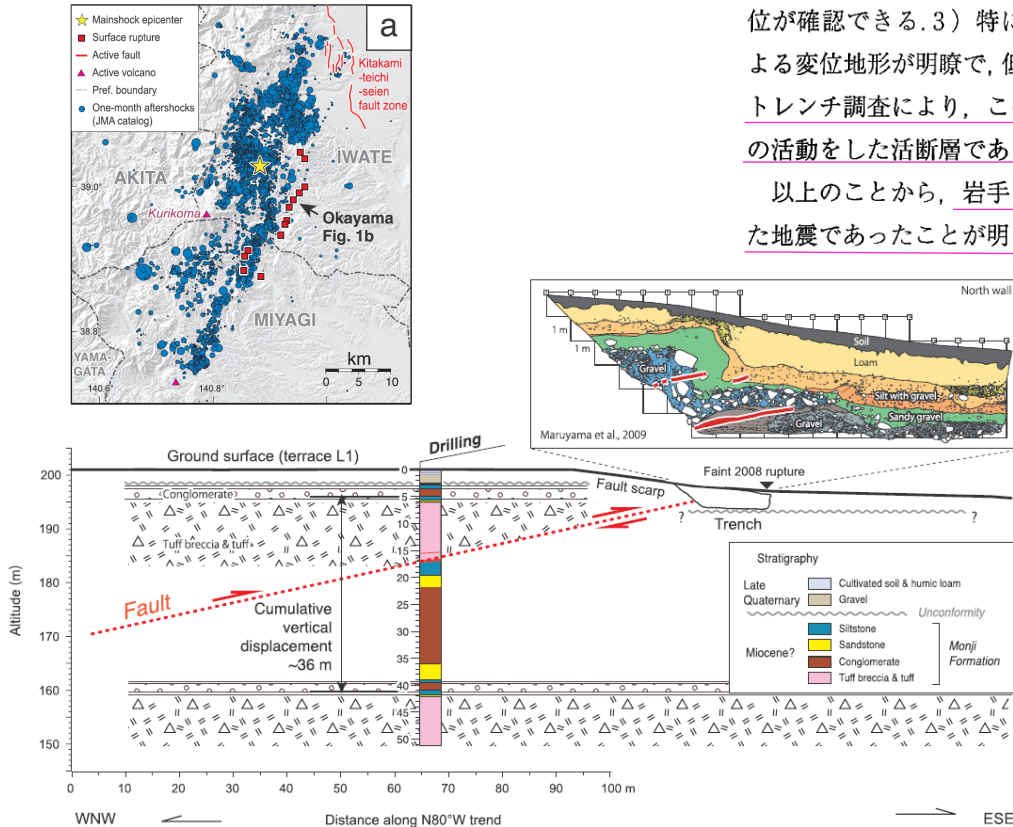 a
Mainshock epicenter
Surface rupture
Active fault
Active volcano
Pref. boundary
One-month aftershocks
(JMA catalog)
Kitakami
-teichi
-seien
fault zone
IWATE
AKITA
39.0
Kurikoma
Okayama
Fig. 1b
MIYAGI
38.8
YAMA-
GATA
140.6
140.8
km
0 5 10
位が確認できる.3）特に
よる変位地形が明瞭で,
トレンチ調査により，こ
の活動をした活断層であ
以上のことから，岩手
た地震であったことが明
North wall
1 m
1 m
Soil
Loam
Gravel
Silt with gravel
Sandy gravel
Gravel
Maruyama et al., 2009
Drilling
Ground surface (terrace L1)
Faint 2008 rupture
Conglomerate
Fault scarp
Trench
? ?
Tuff breccia & tuff
Fault
Cumulative
vertical
displacement
~36 m
0
5
10
15
20
25
30
35
40
45
50
Altitude (m)
200
190
180
170
160
150
0 10 20 30 40 50 60 70 80 90 100 m
WNW
Distance along N80°W trend
ESE
Stratigraphy
Late
Quaternary
Cultivated soil & humic loam
Gravel
Unconformity
Miocene?
Siltstone
Sandstone
Conglomerate
Tuff breccia & tuff
Monji
Formation